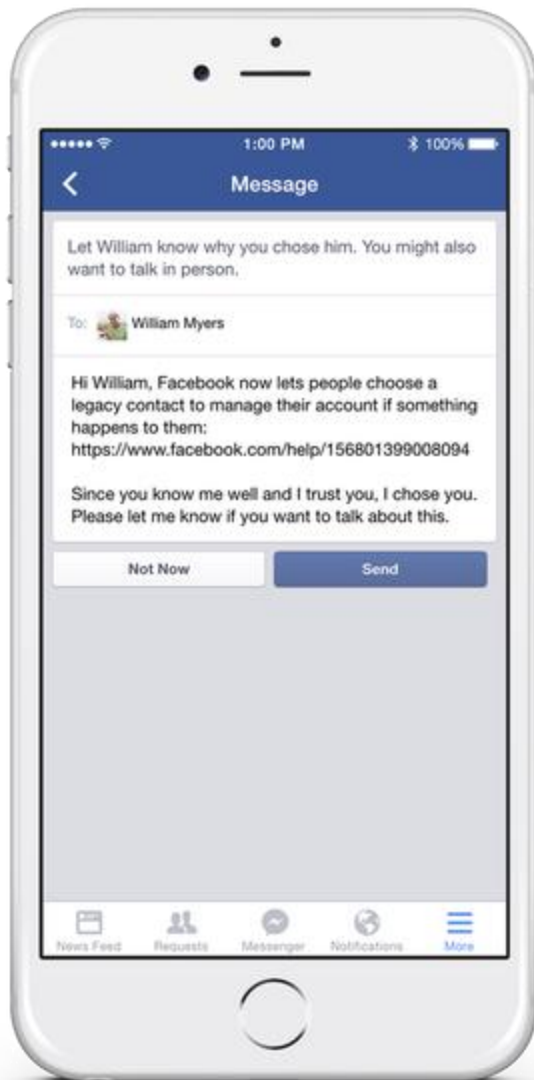 1:00 PM
100%
Message
Let William know why you chose him. You might also
want to talk in person.
To: William Myers
Hi William, Facebook now lets people choose a
legacy contact to manage their account if something
happens to them:
https://www.facebook.com/help/156801399008094
Since you know me well and I trust you, I chose you.
Please let me know if you want to talk about this.
Not Now
Send
News Feed
Requests
Messenger
Notifications
More